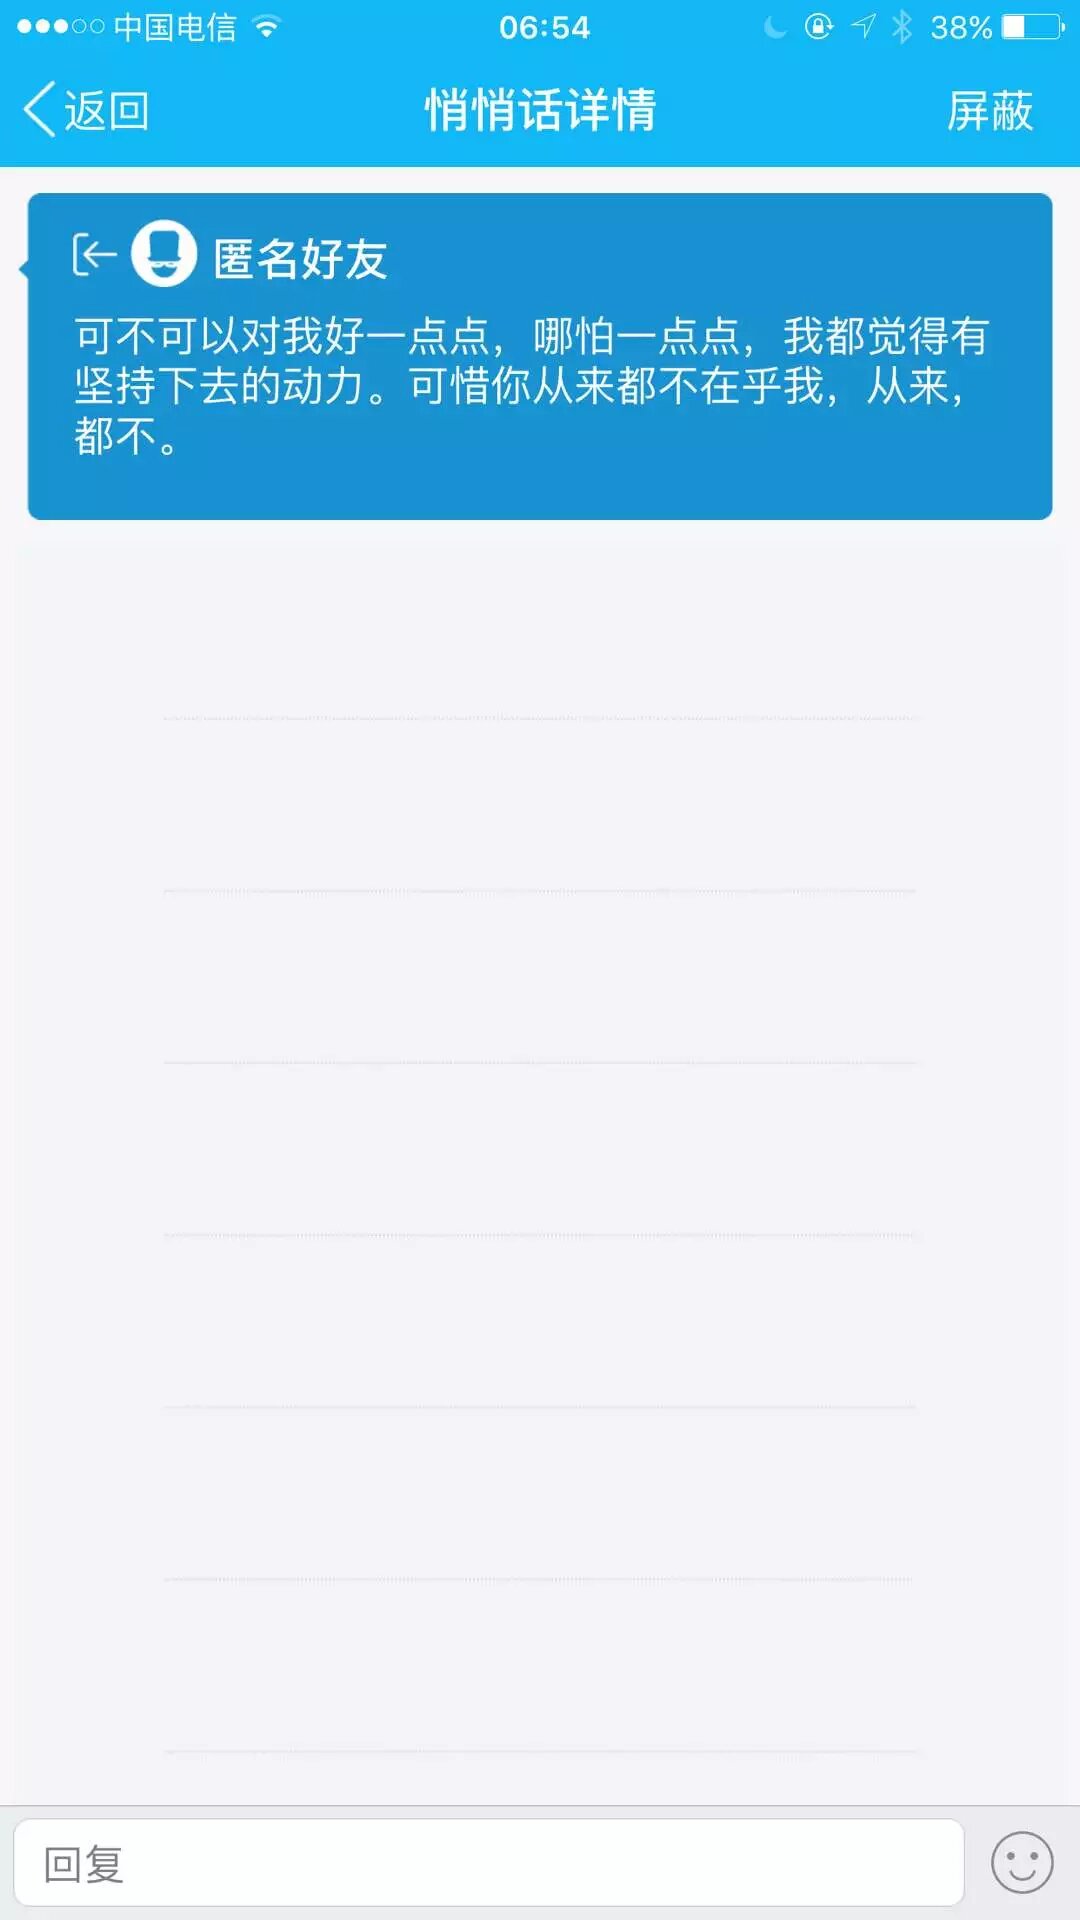 中国电信 06:54 38%
返回 悄悄话详情 屏蔽
匿名好友
可不可以对我好一点点，哪怕一点点，我都觉得有
坚持下去的动力。可惜你从来都不在乎我，从来，
都不。
回复